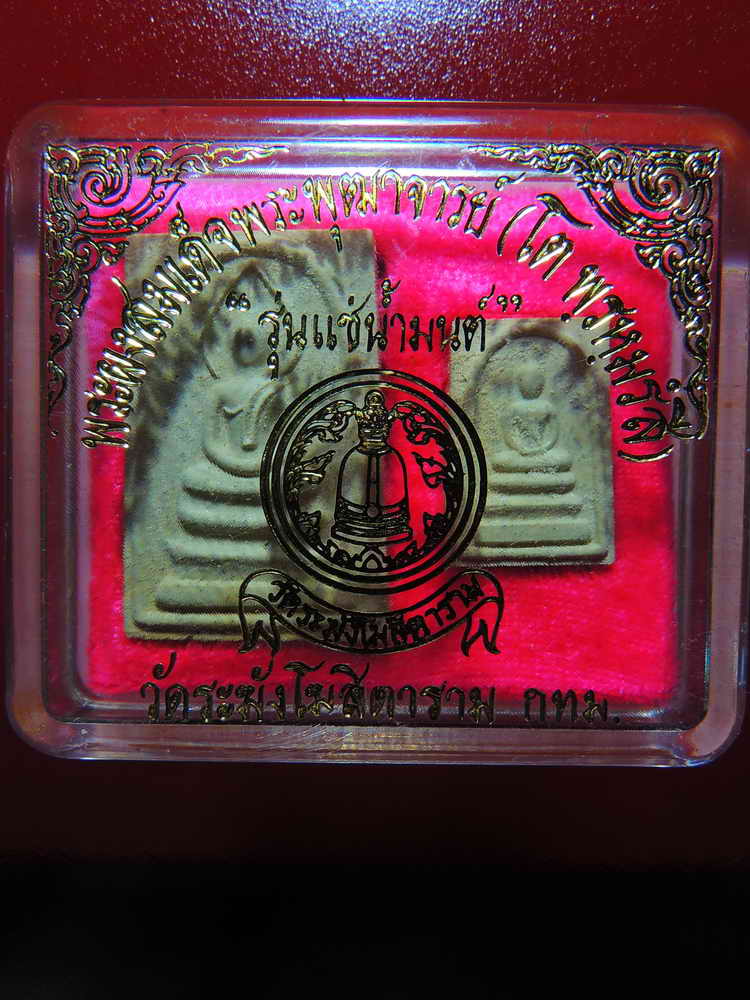 พระผงสมเด็จพระพุฒาจารย์ (โต พฺรหฺมรํสี)
“รุ่นแช่น้ำมนต์”
วัดระฆังโฆสิตาราม
วัดระฆังโฆสิตาราม กทม.